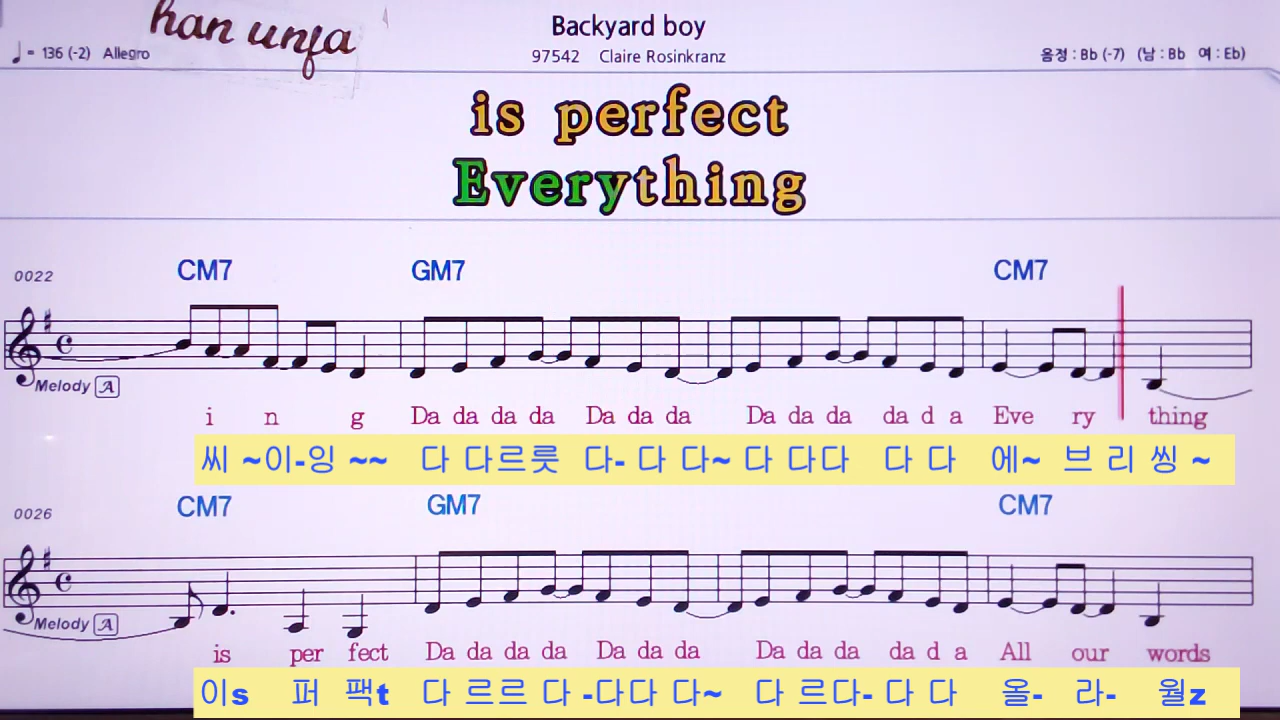 han unja
Backyard boy
♩= 136 (-2) Allegro
97542 Claire Rosinkranz
음정 : Bb (-7) (남 : Bb 여 : Eb)
is perfect
Everything
0022 CM7 GM7 CM7
Melody A
i n g Da da da da Da da da Da da da da d a Eve ry thing
씨 ~이-잉 ~~ 다 다르룻 다- 다 다~ 다 다다 다 다 에~ 브 리 씽 ~
0026 CM7 GM7 CM7
Melody A
is per fect Da da da da Da da da Da da da da d a All our words
이s 퍼 팩t 다 르르 다 -다다 다~ 다 르다- 다 다 올- 라- 월z